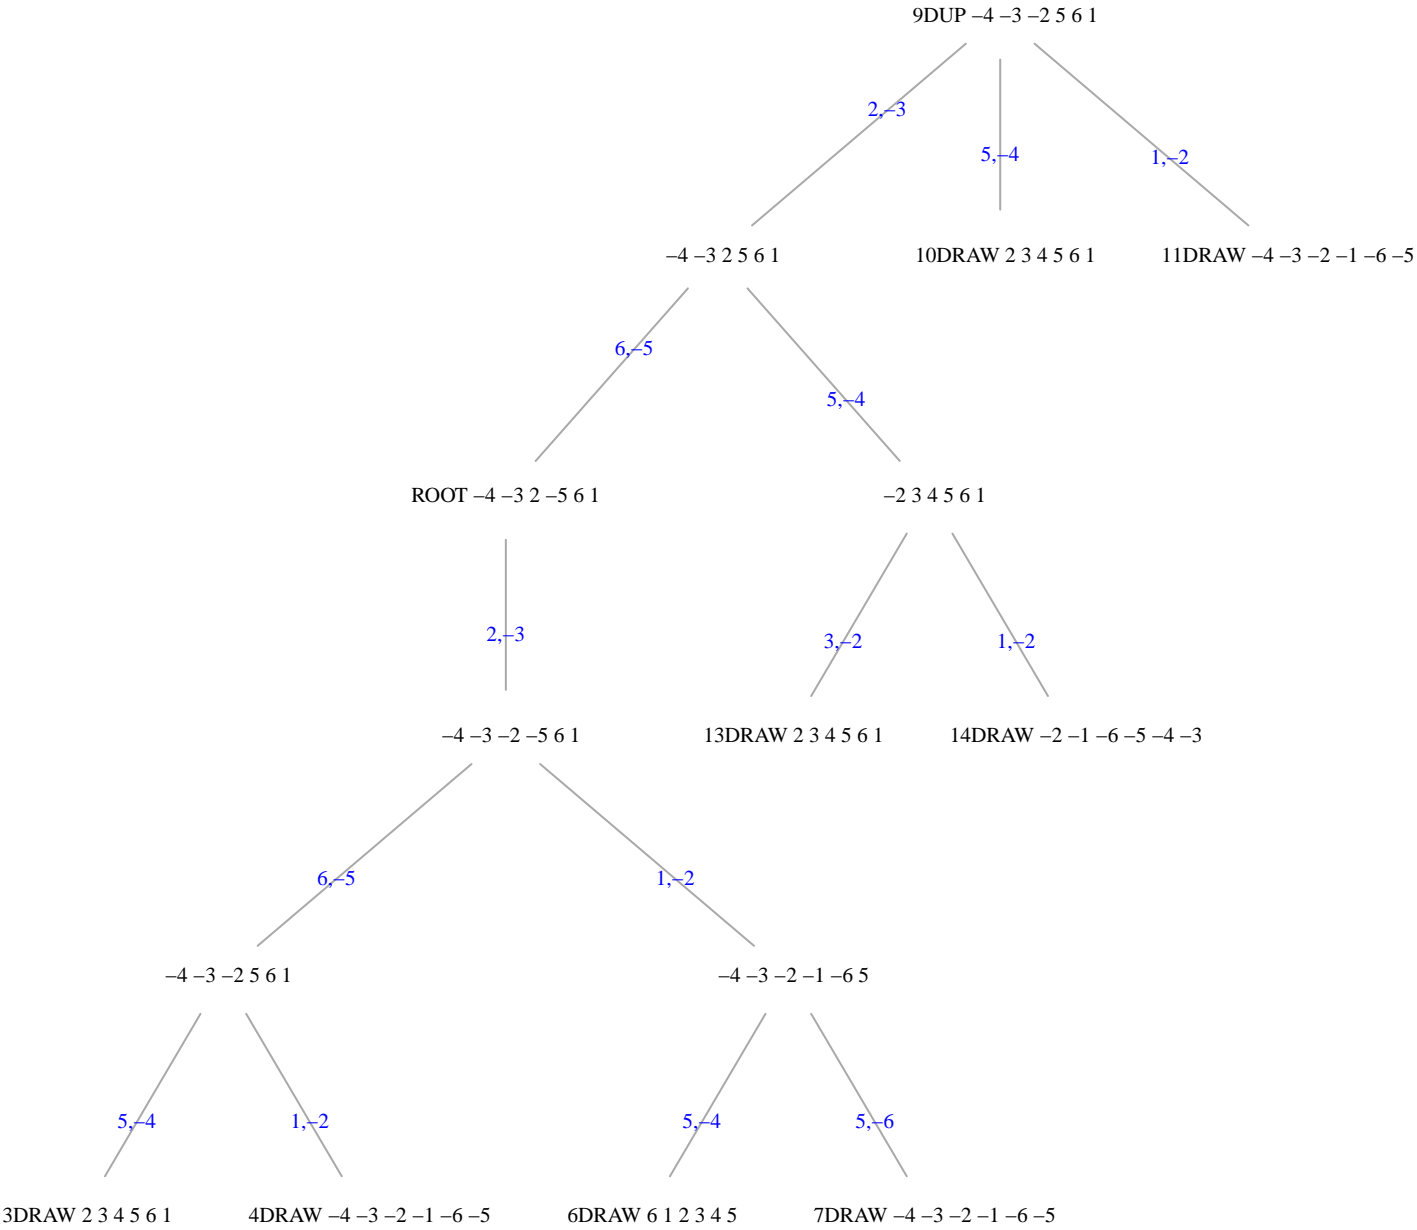 9DUP –4 –3 –2 5 6 1
2,–3
5,–4
1,–2
–4 –3 2 5 6 1
10DRAW 2 3 4 5 6 1
11DRAW –4 –3 –2 –1 –6 –5
6,–5
5,–4
ROOT –4 –3 2 –5 6 1
–2 3 4 5 6 1
2,–3
3,–2
1,–2
–4 –3 –2 –5 6 1
13DRAW 2 3 4 5 6 1
14DRAW –2 –1 –6 –5 –4 –3
6,–5
1,–2
–4 –3 –2 5 6 1
–4 –3 –2 –1 –6 5
5,–4
1,–2
5,–4
5,–6
3DRAW 2 3 4 5 6 1
4DRAW –4 –3 –2 –1 –6 –5
6DRAW 6 1 2 3 4 5
7DRAW –4 –3 –2 –1 –6 –5